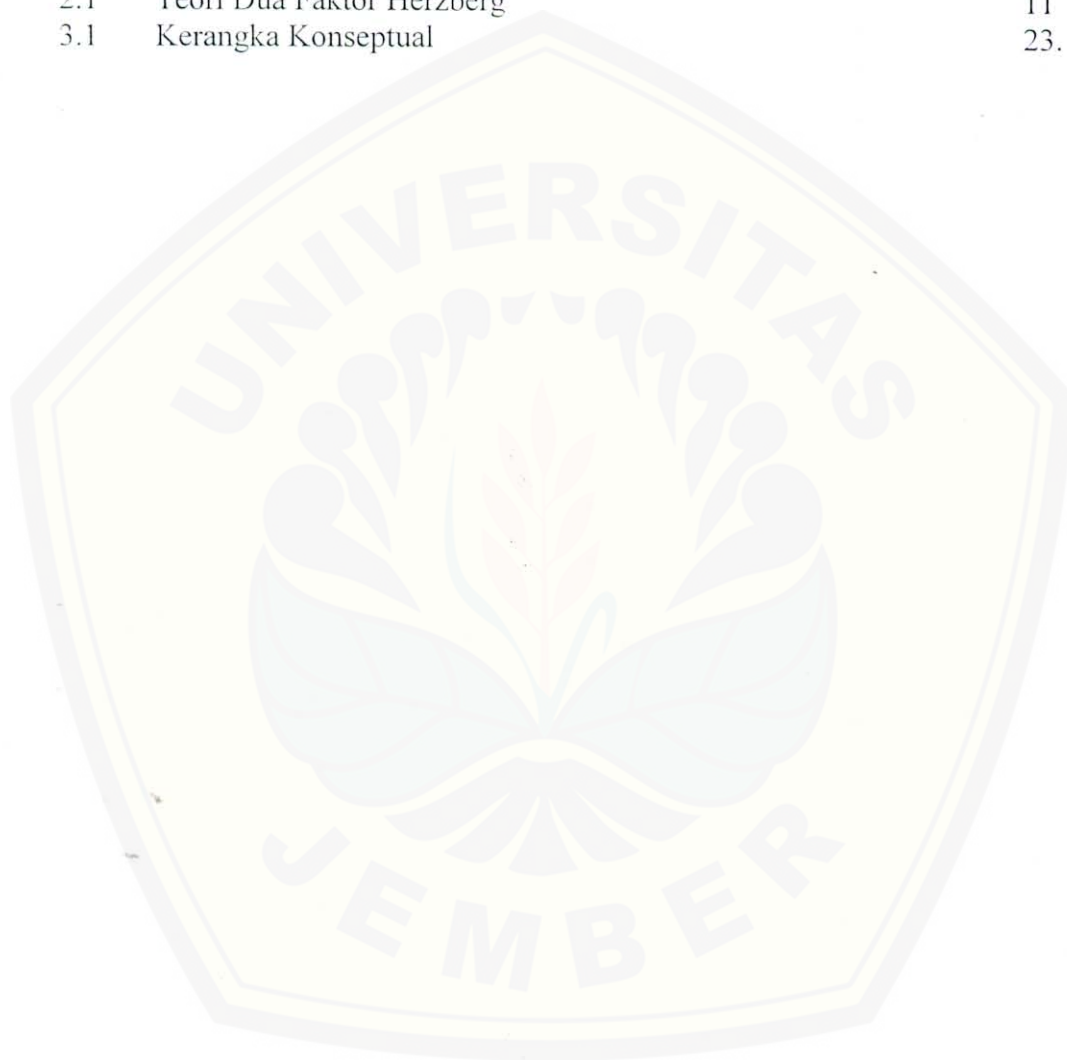 2.1 Teori Dua Faktor Herzberg 11
3.1 Kerangka Konseptual 23.
UNIVERSITAS
JEMBER